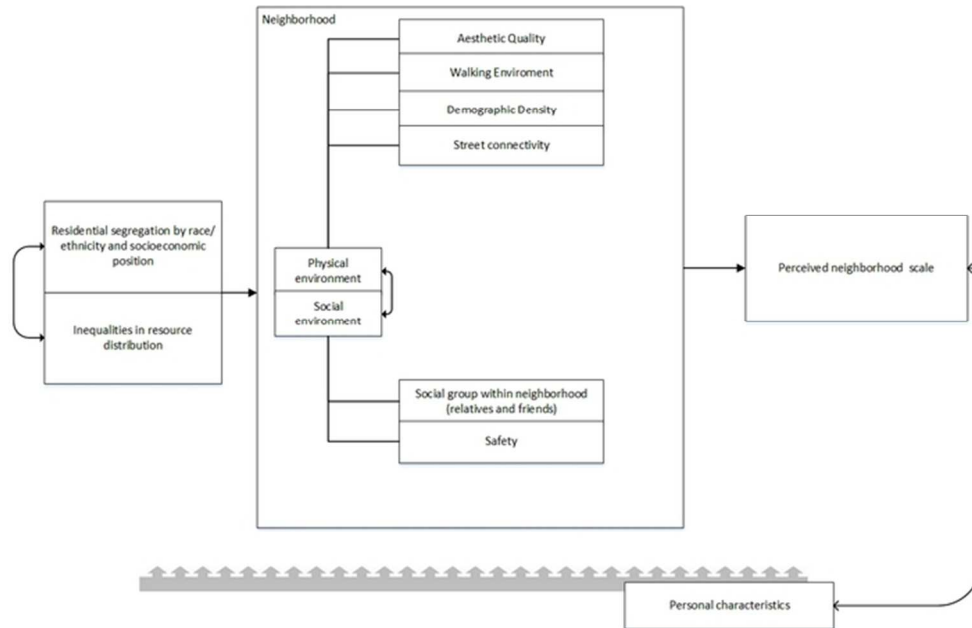 Neighborhood
Aesthetic Quality
Walking Enviroment
Demographic Density
Street connectivity
Residential segregation by race/
ethnicity and socioeconomic
position
Inequalities in resource
distribution
Physical
environment
Social
environment
Perceived neighborhood scale
Social group within neighborhood
(relatives and friends)
Safety
Personal characteristics